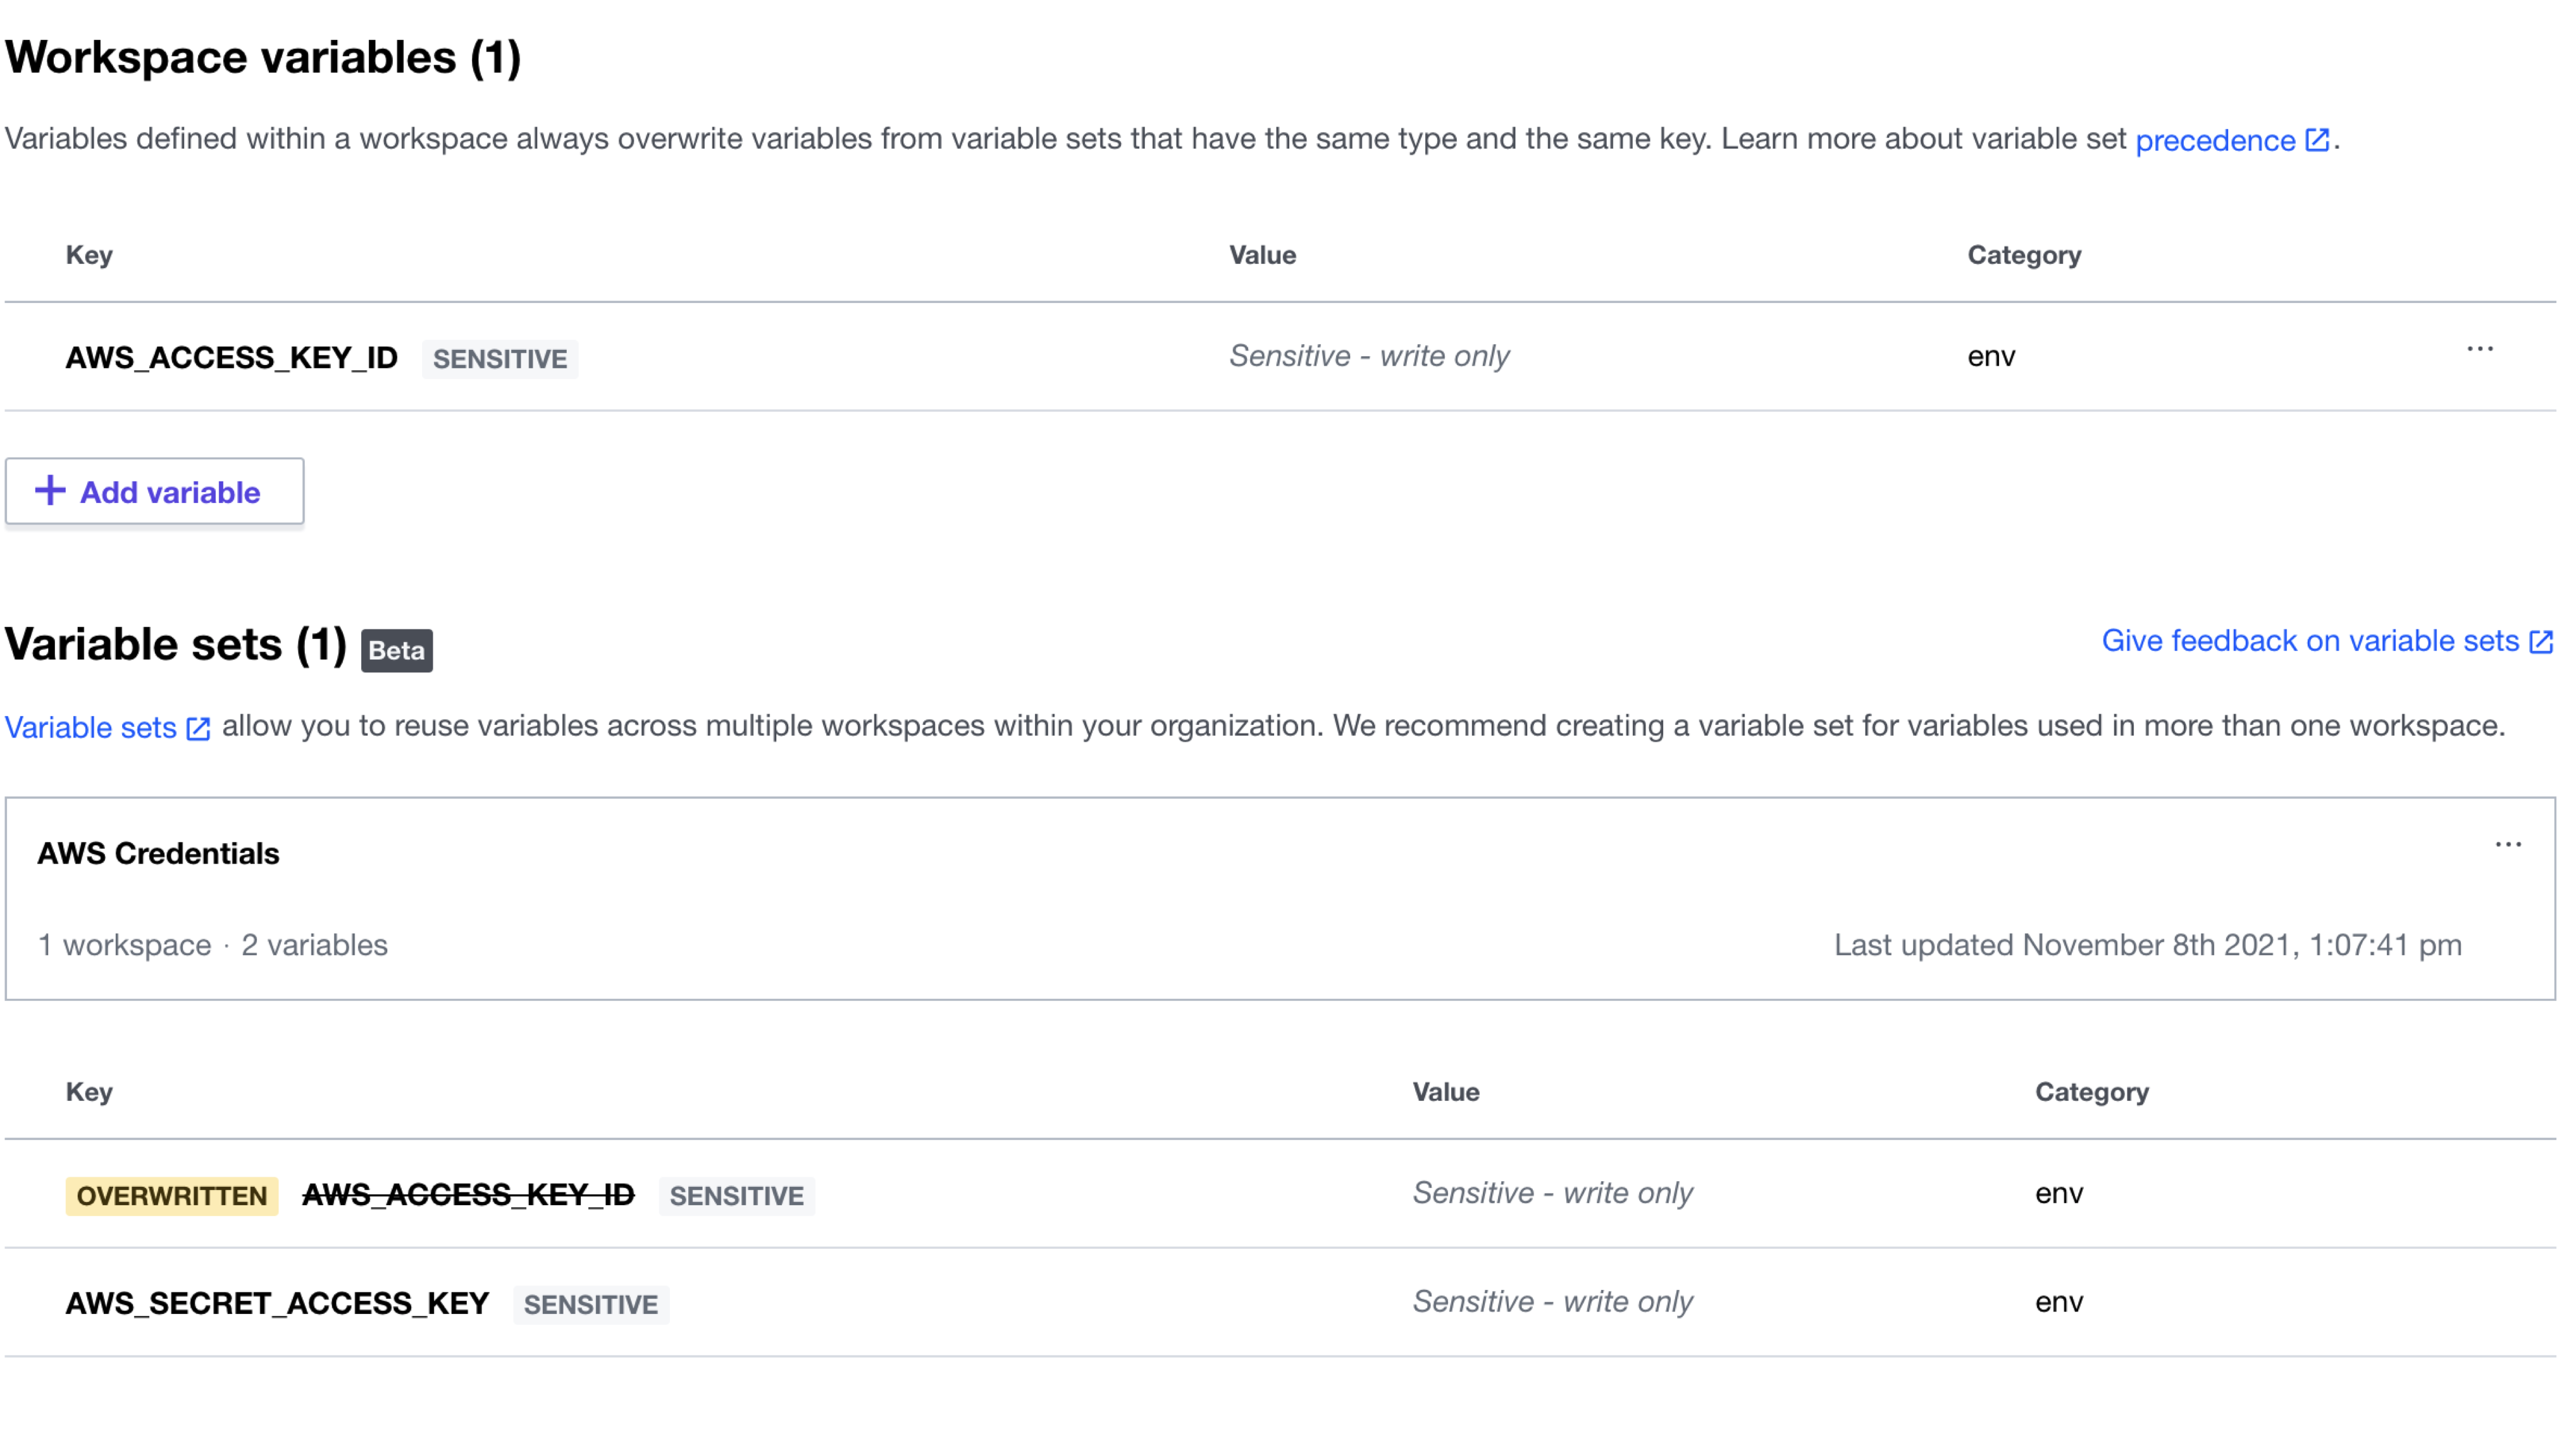 Workspace variables (1)
Variables defined within a workspace always overwrite variables from variable sets that have the same type and the same key. Learn more about variable set precedence.
Key Value Category
AWS_ACCESS_KEY_ID SENSITIVE Sensitive - write only env ...
+ Add variable
Variable sets (1) Beta Give feedback on variable sets
Variable sets allow you to reuse variables across multiple workspaces within your organization. We recommend creating a variable set for variables used in more than one workspace.
AWS Credentials ...
1 workspace · 2 variables Last updated November 8th 2021, 1:07:41 pm
Key Value Category
OVERWRITTEN AWS_ACCESS_KEY_ID SENSITIVE Sensitive - write only env
AWS_SECRET_ACCESS_KEY SENSITIVE Sensitive - write only env